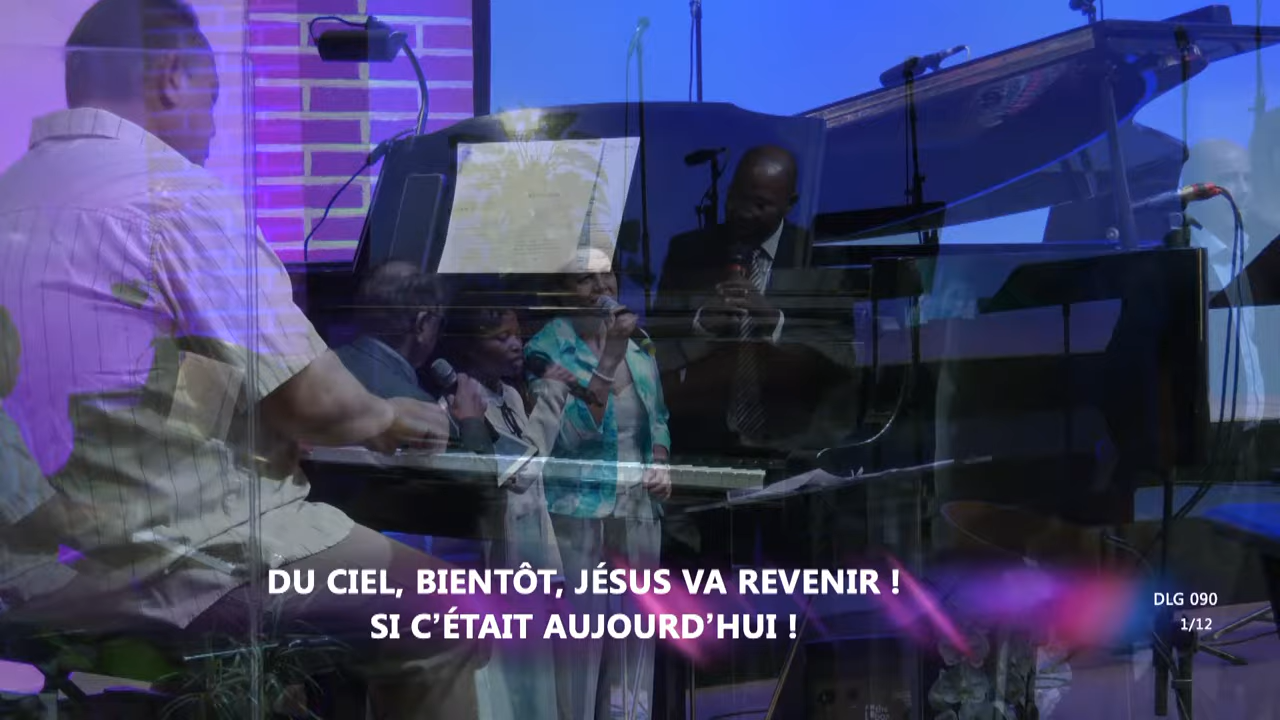 DU CIEL, BIENTÔT, JÉSUS VA REVENIR !
SI C’ÉTAIT AUJOURD’HUI !
DLG 090
1/12